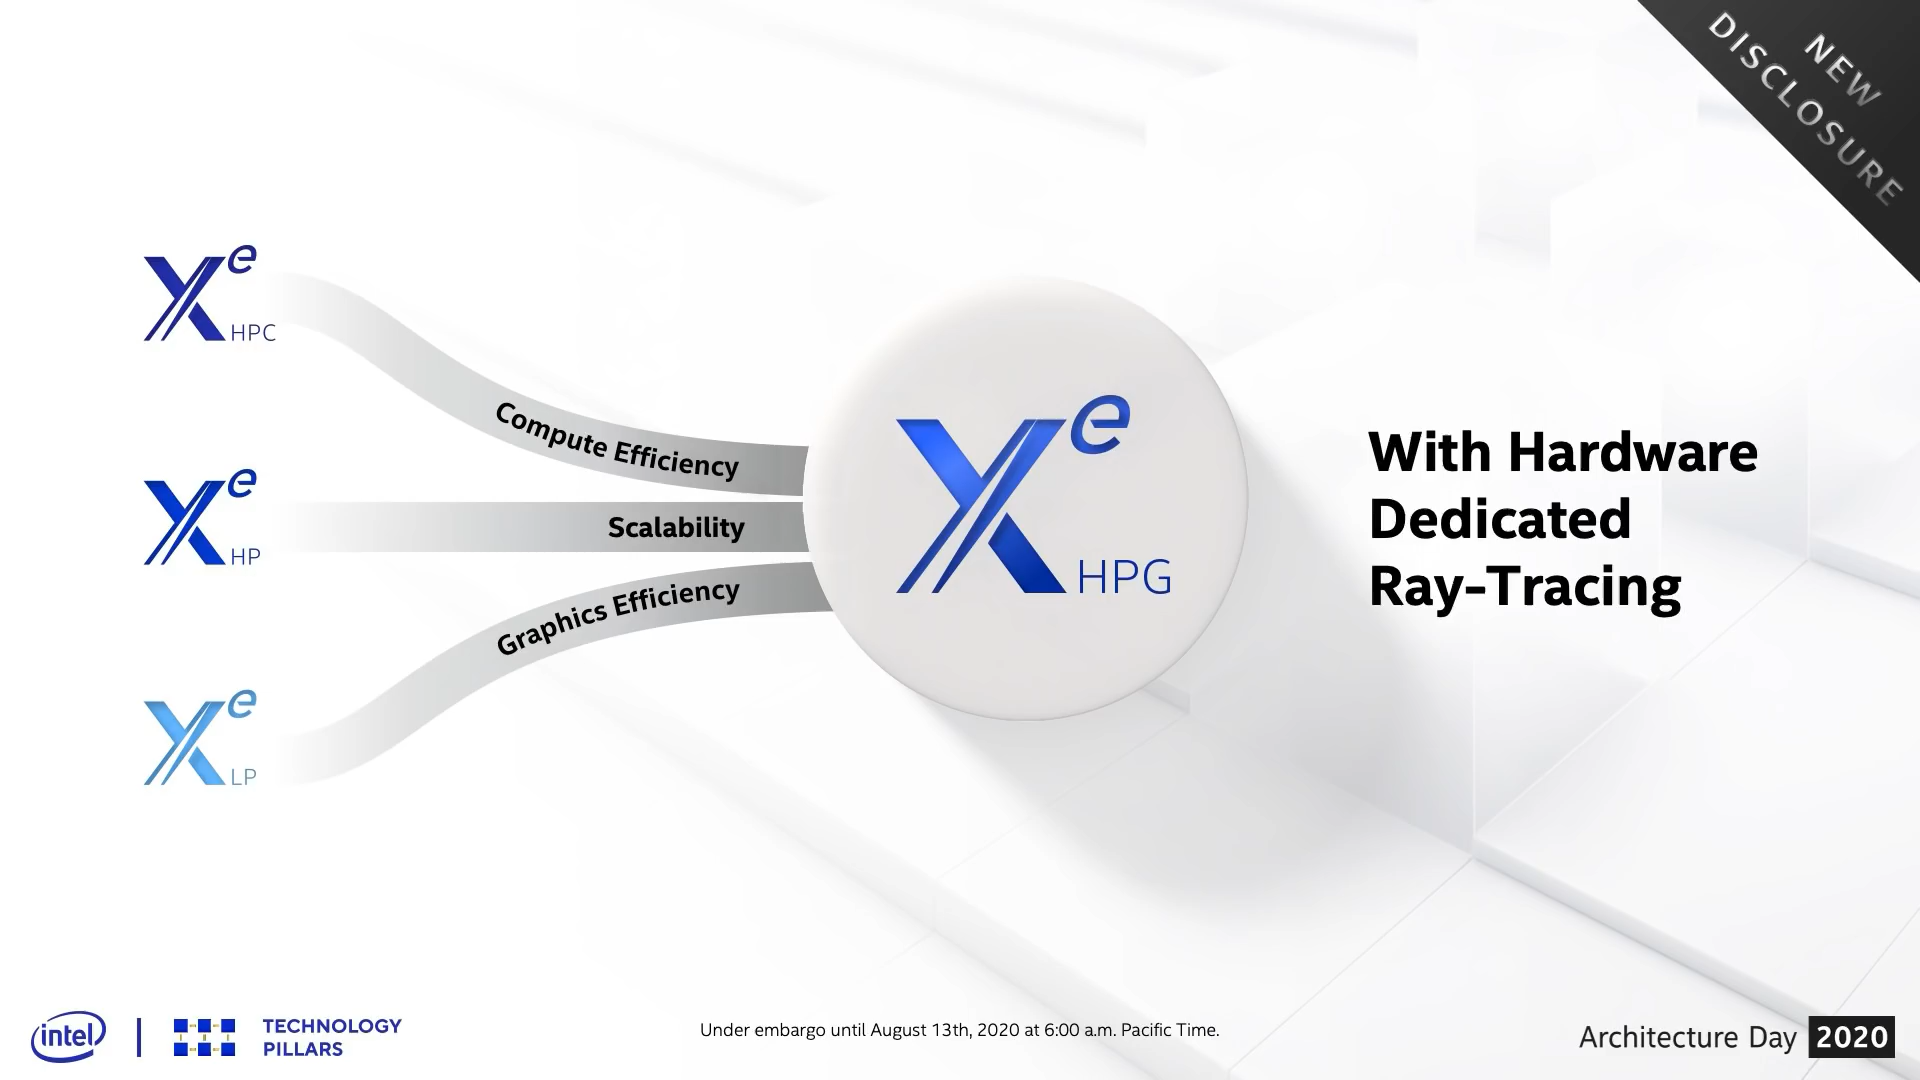 NEW
DISCLOSURE
Xe HPC
Compute Efficiency
Xe HP
Scalability
Xe LP
Graphics Efficiency
Xe HPG
With Hardware
Dedicated
Ray-Tracing
intel
TECHNOLOGY
PILLARS
Under embargo until August 13th, 2020 at 6:00 a.m. Pacific Time.
Architecture Day 2020